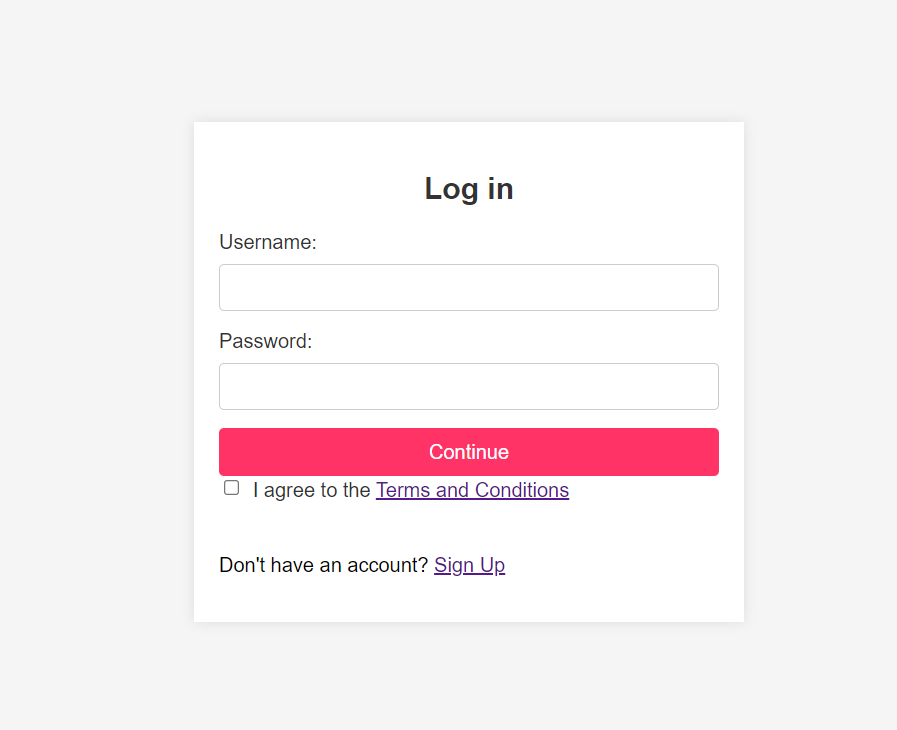 Log in
Username:
Password:
Continue
I agree to the Terms and Conditions
Don't have an account? Sign Up